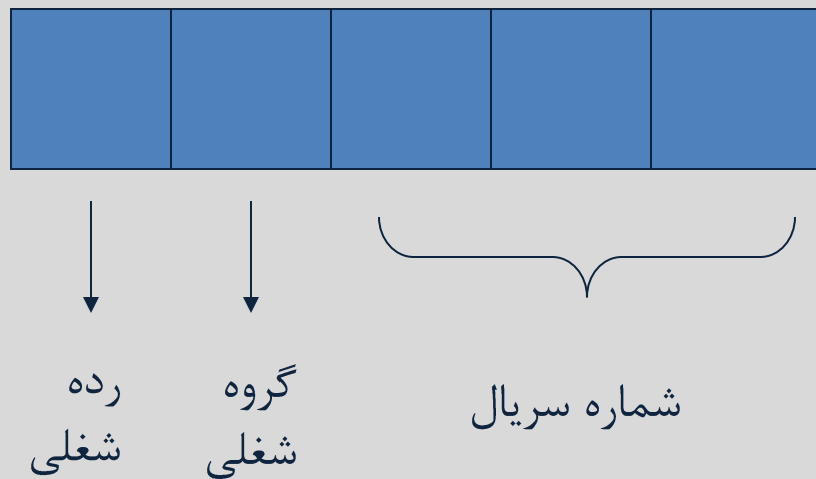 رده
شغلی
گروه
شغلی
شماره سریال